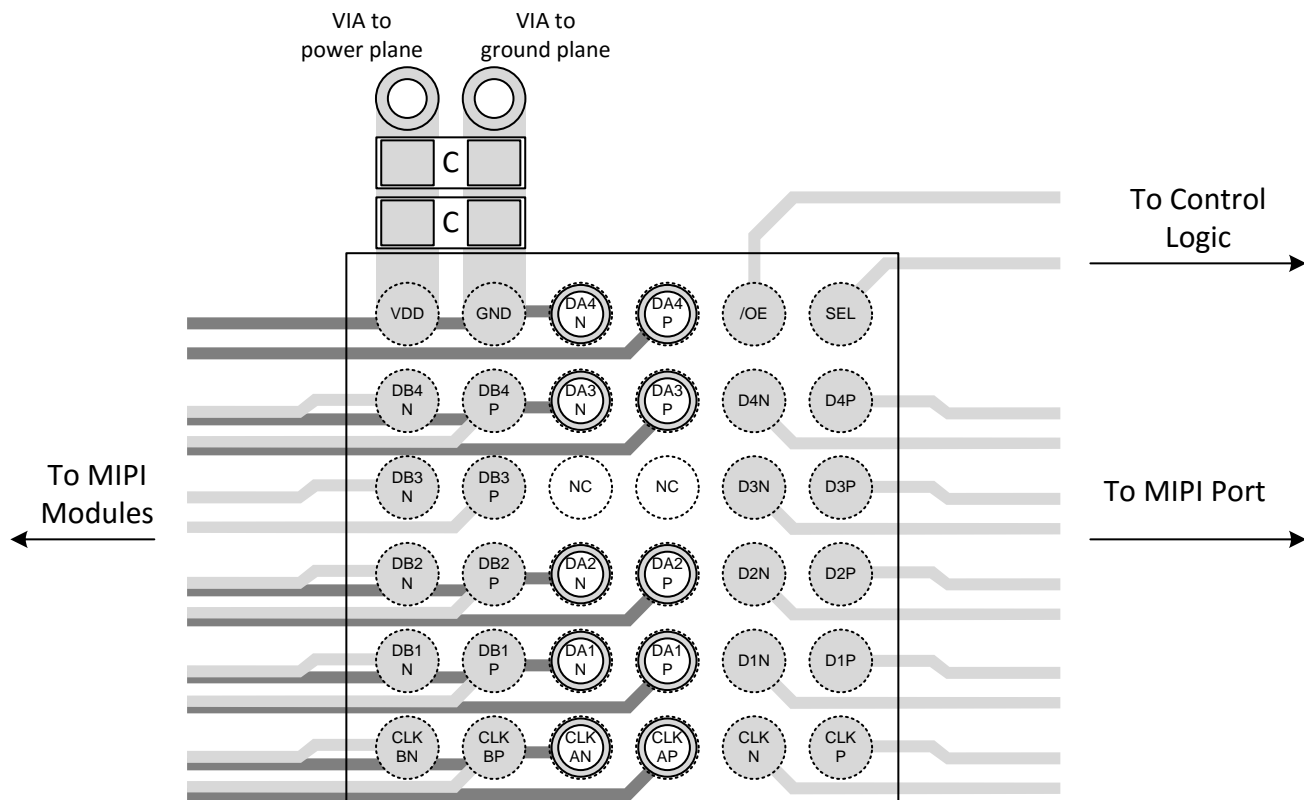 VIA to
power plane
VIA to
ground plane
C
C
To Control
Logic
VDD
GND
DA4
N
DA4
P
/OE
SEL
DB4
N
DB4
P
DA3
N
DA3
P
D4N
D4P
To MIPI
Modules
DB3
N
DB3
P
NC
NC
D3N
D3P
To MIPI Port
DB2
N
DB2
P
DA2
N
DA2
P
D2N
D2P
DB1
N
DB1
P
DA1
N
DA1
P
D1N
D1P
CLK
BN
CLK
BP
CLK
AN
CLK
AP
CLK
N
CLK
P